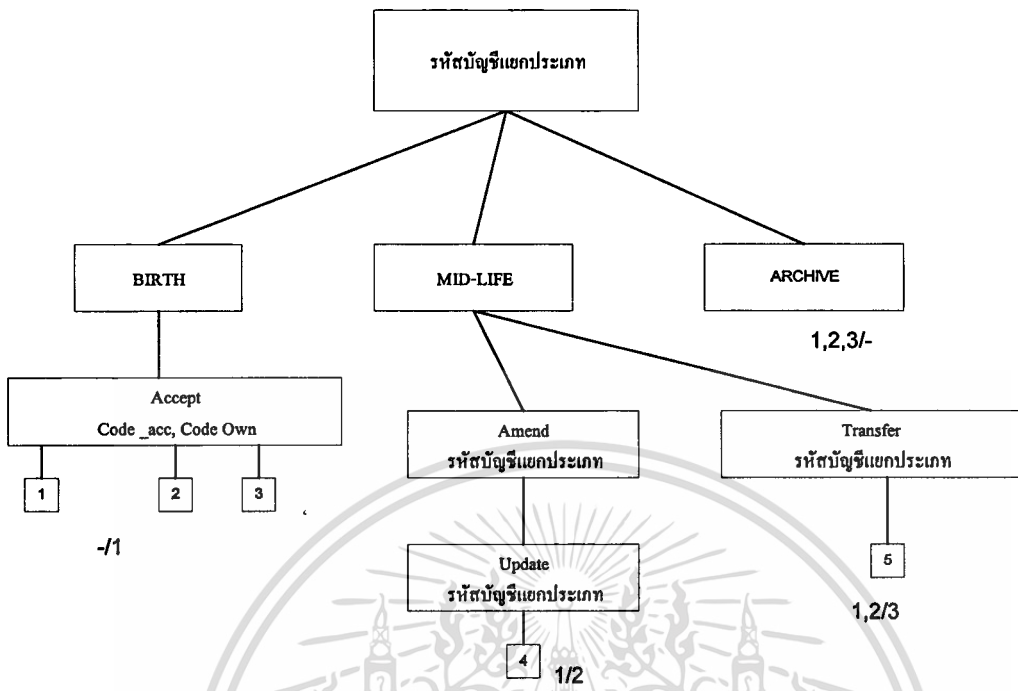 รหัสบัญชีแยกประเภท
BIRTH
MID-LIFE
ARCHIVE
1,2,3/-
Accept
Code _acc, Code Own
Amend
รหัสบัญชีแยกประเภท
Transfer
รหัสบัญชีแยกประเภท
1
2
3
-/1
Update
รหัสบัญชีแยกประเภท
5
1,2/3
4
1/2